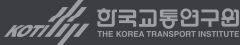 KOTI 한국교통연구원
THE KOREA TRANSPORT INSTITUTE